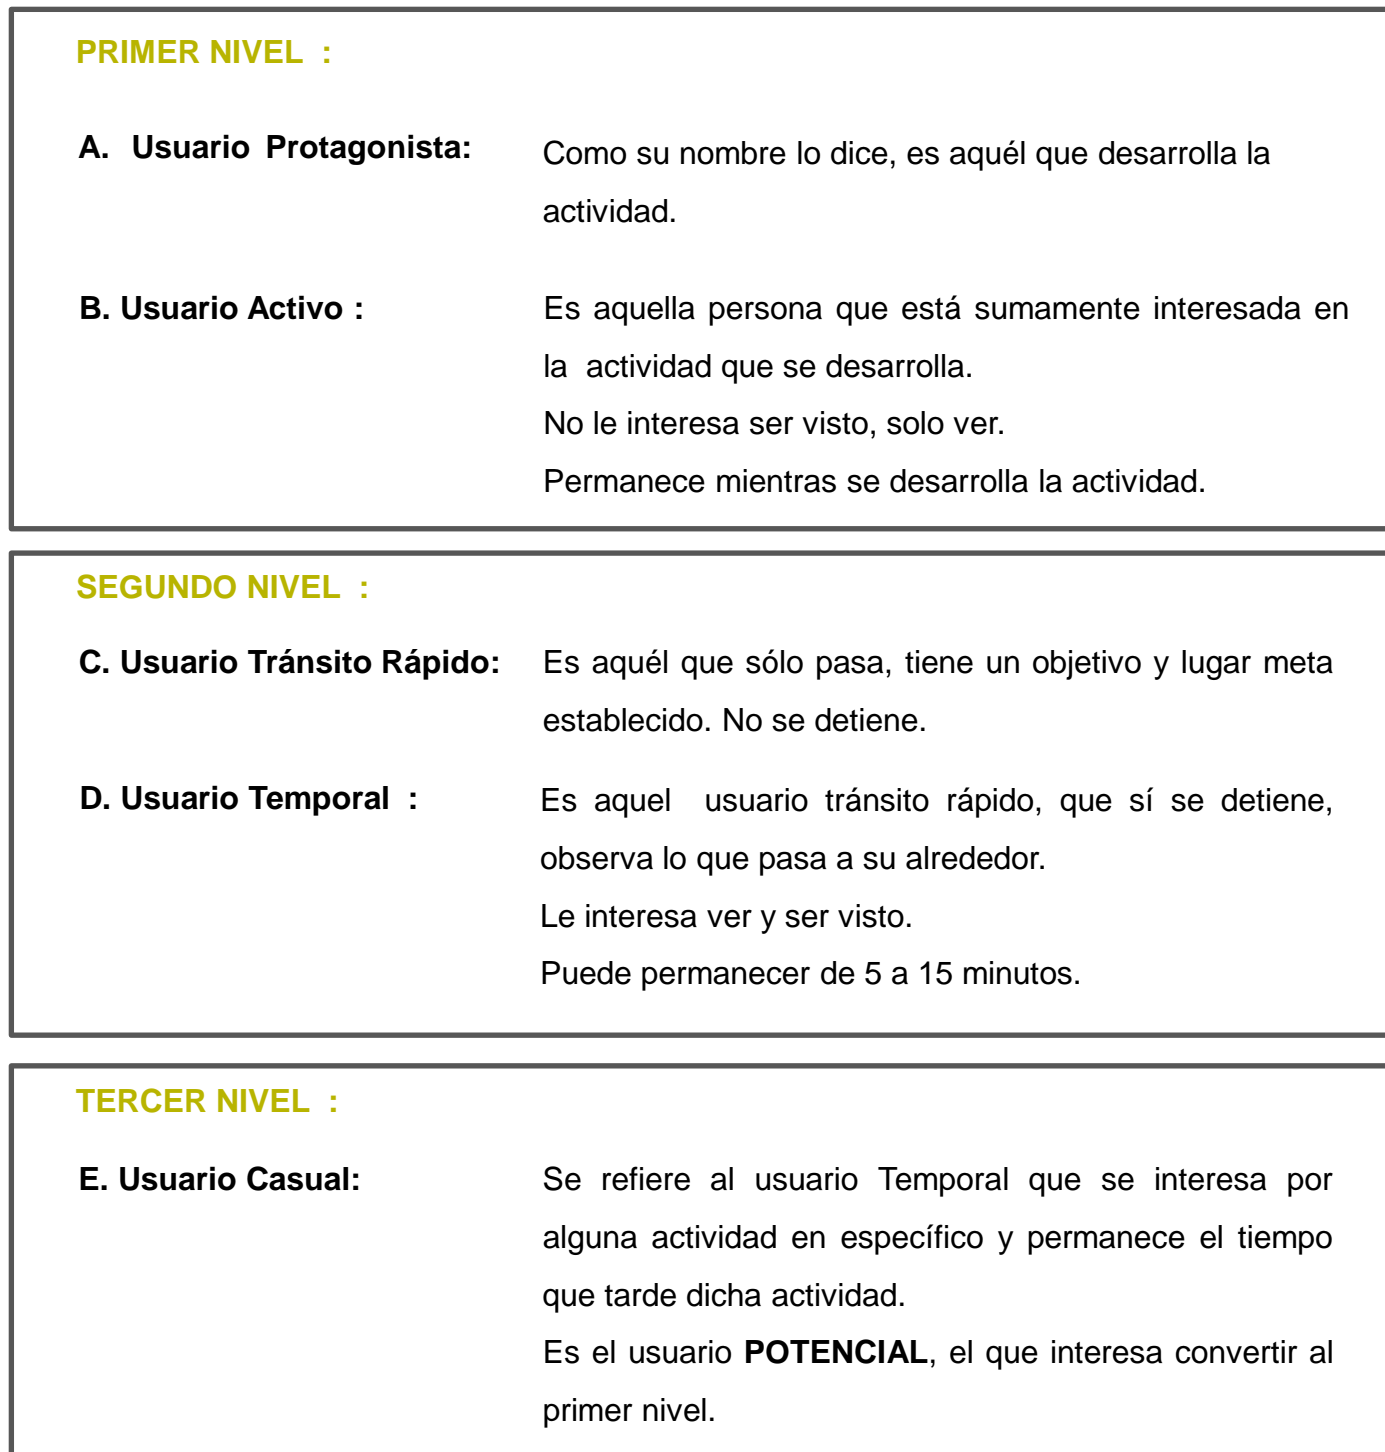 PRIMER NIVEL :
A. Usuario Protagonista: Como su nombre lo dice, es aquél que desarrolla la
actividad.
B. Usuario Activo : Es aquella persona que está sumamente interesada en
la actividad que se desarrolla.
No le interesa ser visto, solo ver.
Permanece mientras se desarrolla la actividad.
SEGUNDO NIVEL :
C. Usuario Tránsito Rápido: Es aquél que sólo pasa, tiene un objetivo y lugar meta
establecido. No se detiene.
D. Usuario Temporal : Es aquel usuario tránsito rápido, que sí se detiene,
observa lo que pasa a su alrededor.
Le interesa ver y ser visto.
Puede permanecer de 5 a 15 minutos.
TERCER NIVEL :
E. Usuario Casual: Se refiere al usuario Temporal que se interesa por
alguna actividad en específico y permanece el tiempo
que tarde dicha actividad.
Es el usuario POTENCIAL, el que interesa convertir al
primer nivel.